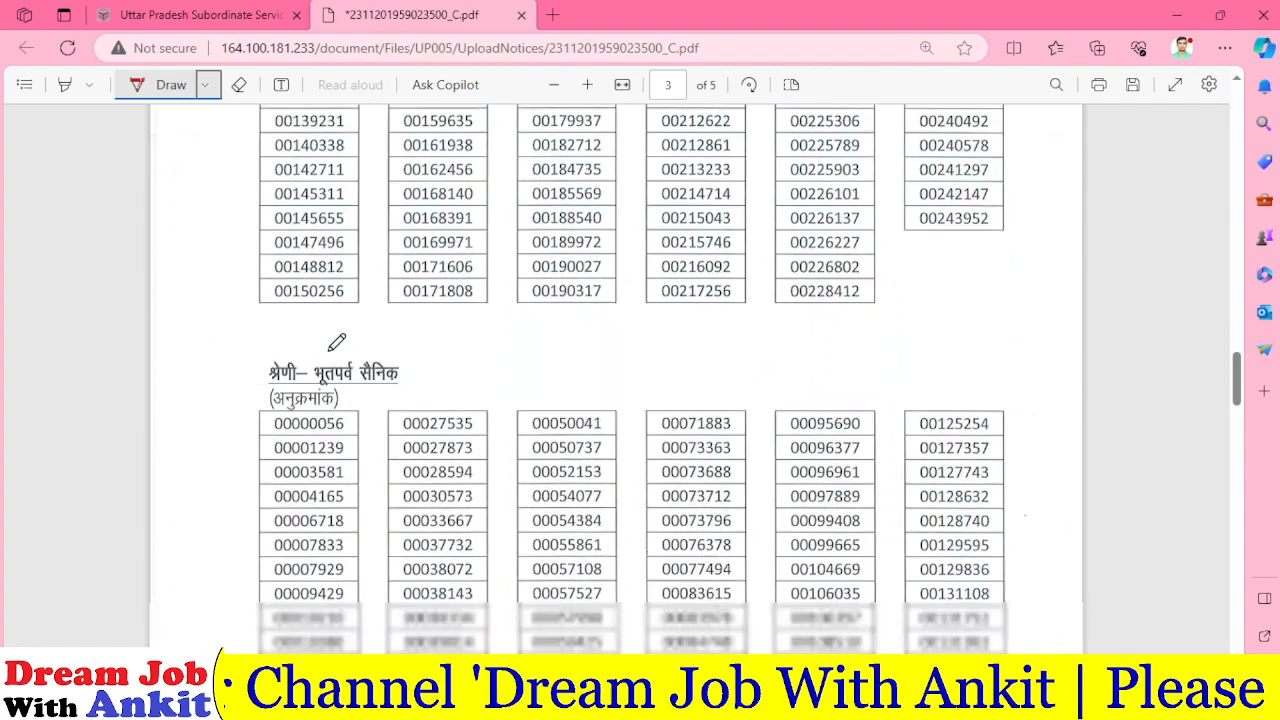 Uttar Pradesh Subordinate Servic
*2311201959023500_C.pdf
Not secure
164.100.181.233/document/Files/UP005/UploadNotices/2311201959023500_C.pdf
Draw
Read aloud
Ask Copilot
3
of 5
00139231 00159635 00179937 00212622 00225306 00240492
00140338 00161938 00182712 00212861 00225789 00240578
00142711 00162456 00184735 00213233 00225903 00241297
00145311 00168140 00185569 00214714 00226101 00242147
00145655 00168391 00188540 00215043 00226137 00243952
00147496 00169971 00189972 00215746 00226227
00148812 00171606 00190027 00216092 00226802
00150256 00171808 00190317 00217256 00228412
श्रेणी– भूतपर्व सैनिक
(अनुक्रमांक)
00000056 00027535 00050041 00071883 00095690 00125254
00001239 00027873 00050737 00073363 00096377 00127357
00003581 00028594 00052153 00073688 00096961 00127743
00004165 00030573 00054077 00073712 00097889 00128632
00006718 00033667 00054384 00073796 00099408 00128740
00007833 00037732 00055861 00076378 00099665 00129595
00007929 00038072 00057108 00077494 00104669 00129836
00009429 00038143 00057527 00083615 00106035 00131108
Dream Job
With Ankit
: Channel 'Dream Job With Ankit | Please